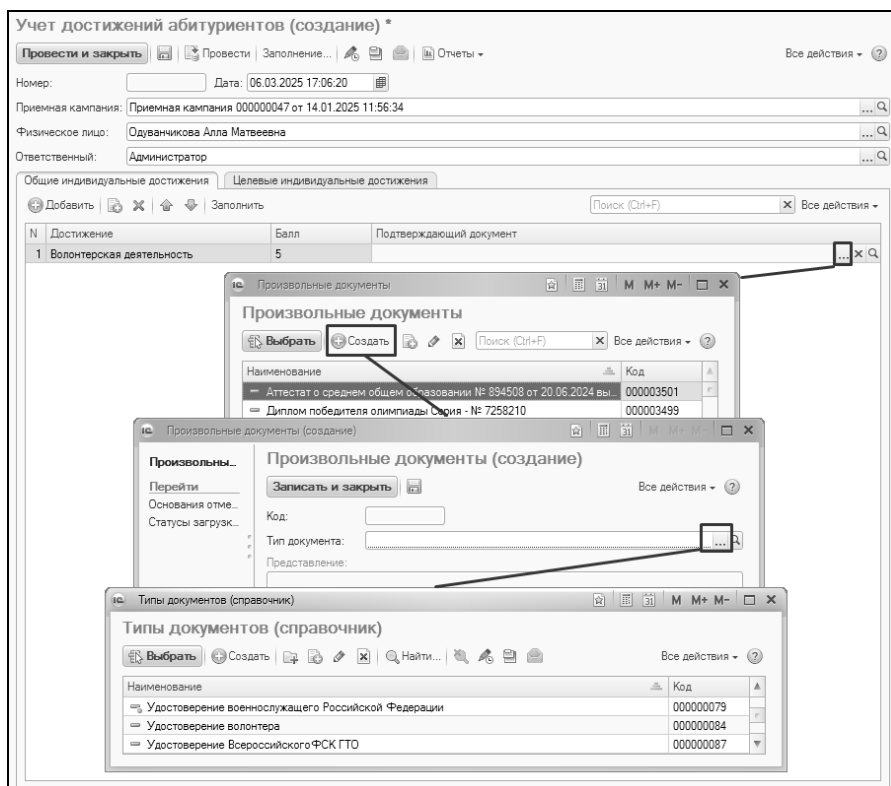 Учет достижений абитуриентов (создание) *
Провести и закрыть Провести Заполнение... Отчеты Все действия ?
Номер: Дата: 06.03.2025 17:06:20
Приемная кампания: Приемная кампания 000000047 от 14.01.2025 11:56:34 ...
Физическое лицо: Одуванчикова Алла Матвеевна ...
Ответственный: Администратор ...
Общие индивидуальные достижения Целевые индивидуальные достижения
Добавить Заполнить Поиск (Ctrl+F) Все действия
N Достижение Балл Подтверждающий документ
1 Волонтерская деятельность 5 ...
1С Произвольные документы 31 M M+ M-
Произвольные документы
Выбрать Создать Поиск (Ctrl+F) Все действия ?
Наименование Код
Аттестат о среднем общем образовании № 894508 от 20.06.2024 вы... 000003501
Диплом победителя олимпиады Серия - № 7258210 000003499
1С Произвольные документы (создание) 31 M M+ M-
Произвольны...
Произвольные документы (создание)
Перейти
Записать и закрыть Все действия ?
Основания отме...
Статусы загрузк...
Код:
Тип документа: ...
Представление:
1С Типы документов (справочник) 31 M M+ M-
Типы документов (справочник)
Выбрать Создать Найти... Все действия ?
Наименование Код
Удостоверение военнослужащего Российской Федерации 000000079
Удостоверение волонтера 000000084
Удостоверение Всероссийского ФСК ГТО 000000087